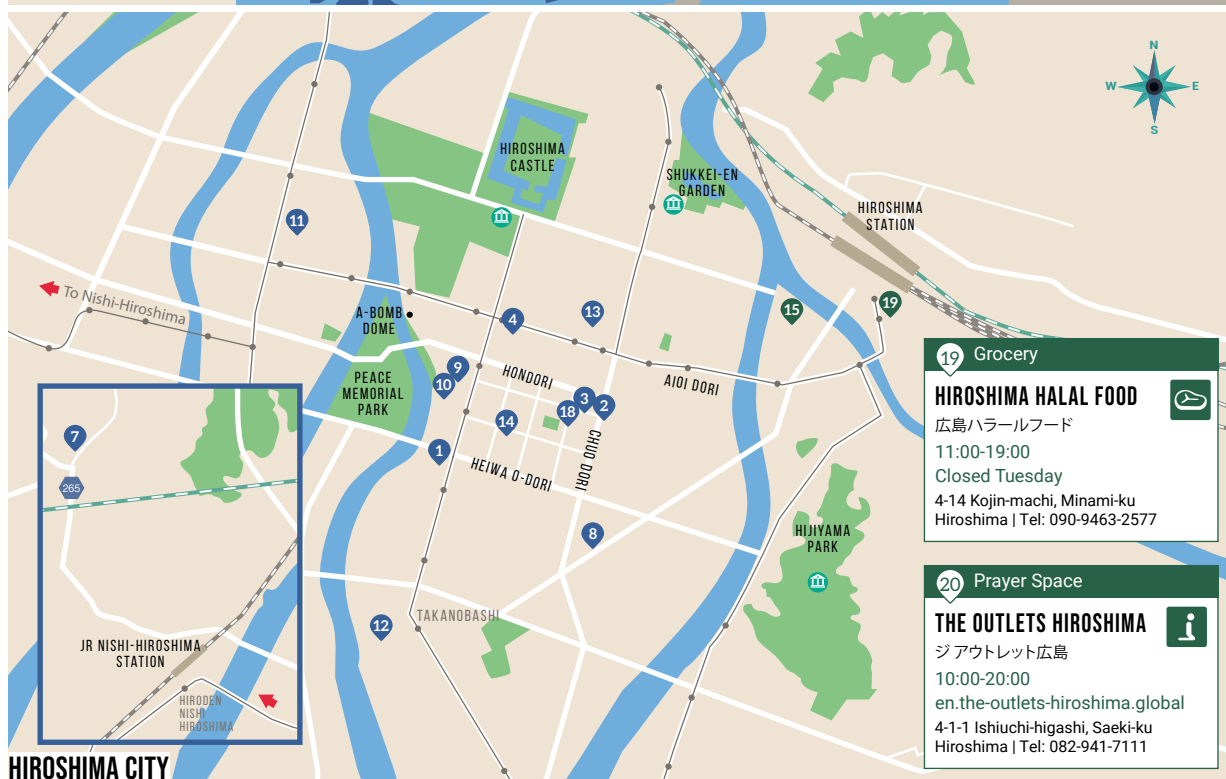 N
W
E
S
HIROSHIMA
CASTLE
SHUKKEI-EN
GARDEN
HIROSHIMA
STATION
11
To Nishi-Hiroshima
A-BOMB
DOME
4
13
15
19
PEACE
MEMORIAL
PARK
9
10
HONDORI
AIOI DORI
3
2
18
14
1
HEIWA O-DORI
CHUO DORI
7
265
8
HIJIYAMA
PARK
12
TAKANOBASHI
JR NISHI-HIROSHIMA
STATION
HIRODEN
NISHI
HIROSHIMA
HIROSHIMA CITY
19 Grocery
HIROSHIMA HALAL FOOD
広島ハラールフード
11:00-19:00
Closed Tuesday
4-14 Kojin-machi, Minami-ku
Hiroshima | Tel: 090-9463-2577
20 Prayer Space
THE OUTLETS HIROSHIMA
ジ アウトレット広島
10:00-20:00
en.the-outlets-hiroshima.global
4-1-1 Ishiuchi-higashi, Saeki-ku
Hiroshima | Tel: 082-941-7111